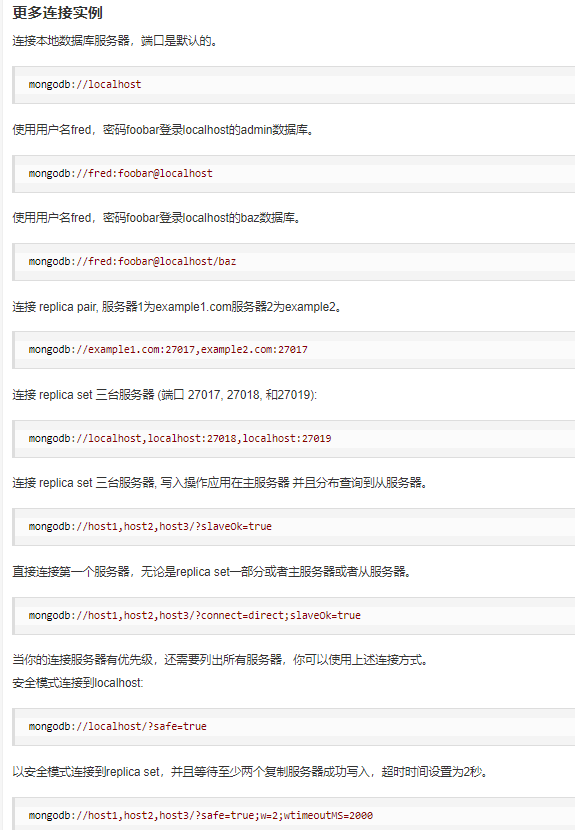 更多连接实例
连接本地数据库服务器，端口是默认的。
mongodb://localhost
使用用户名fred，密码foobar登录localhost的admin数据库。
mongodb://fred:foobar@localhost
使用用户名fred，密码foobar登录localhost的baz数据库。
mongodb://fred:foobar@localhost/baz
连接 replica pair, 服务器1为example1.com服务器2为example2。
mongodb://example1.com:27017,example2.com:27017
连接 replica set 三台服务器 (端口 27017, 27018, 和27019):
mongodb://localhost,localhost:27018,localhost:27019
连接 replica set 三台服务器, 写入操作应用在主服务器 并且分布查询到从服务器。
mongodb://host1,host2,host3/?slaveOk=true
直接连接第一个服务器，无论是replica set一部分或者主服务器或者从服务器。
mongodb://host1,host2,host3/?connect=direct;slaveOk=true
当你的连接服务器有优先级，还需要列出所有服务器，你可以使用上述连接方式。
安全模式连接到localhost:
mongodb://localhost/?safe=true
以安全模式连接到replica set，并且等待至少两个复制服务器成功写入，超时时间设置为2秒。
mongodb://host1,host2,host3/?safe=true;w=2;wtimeoutMS=2000